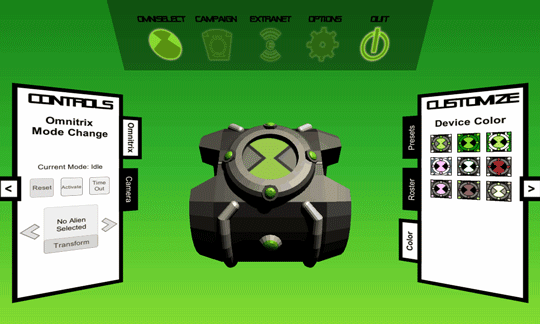 OMNISELECT CAMPAIGN EXTRANET OPTIONS QUIT
CONTROLS
Omnitrix
Mode Change
Current Mode: Idle
Reset
Activate
Time
Out
No Alien
Selected
Transform
Omnitrix
Camera
<
CUSTOMIZE
Device Color
Presets
Roster
Color
>